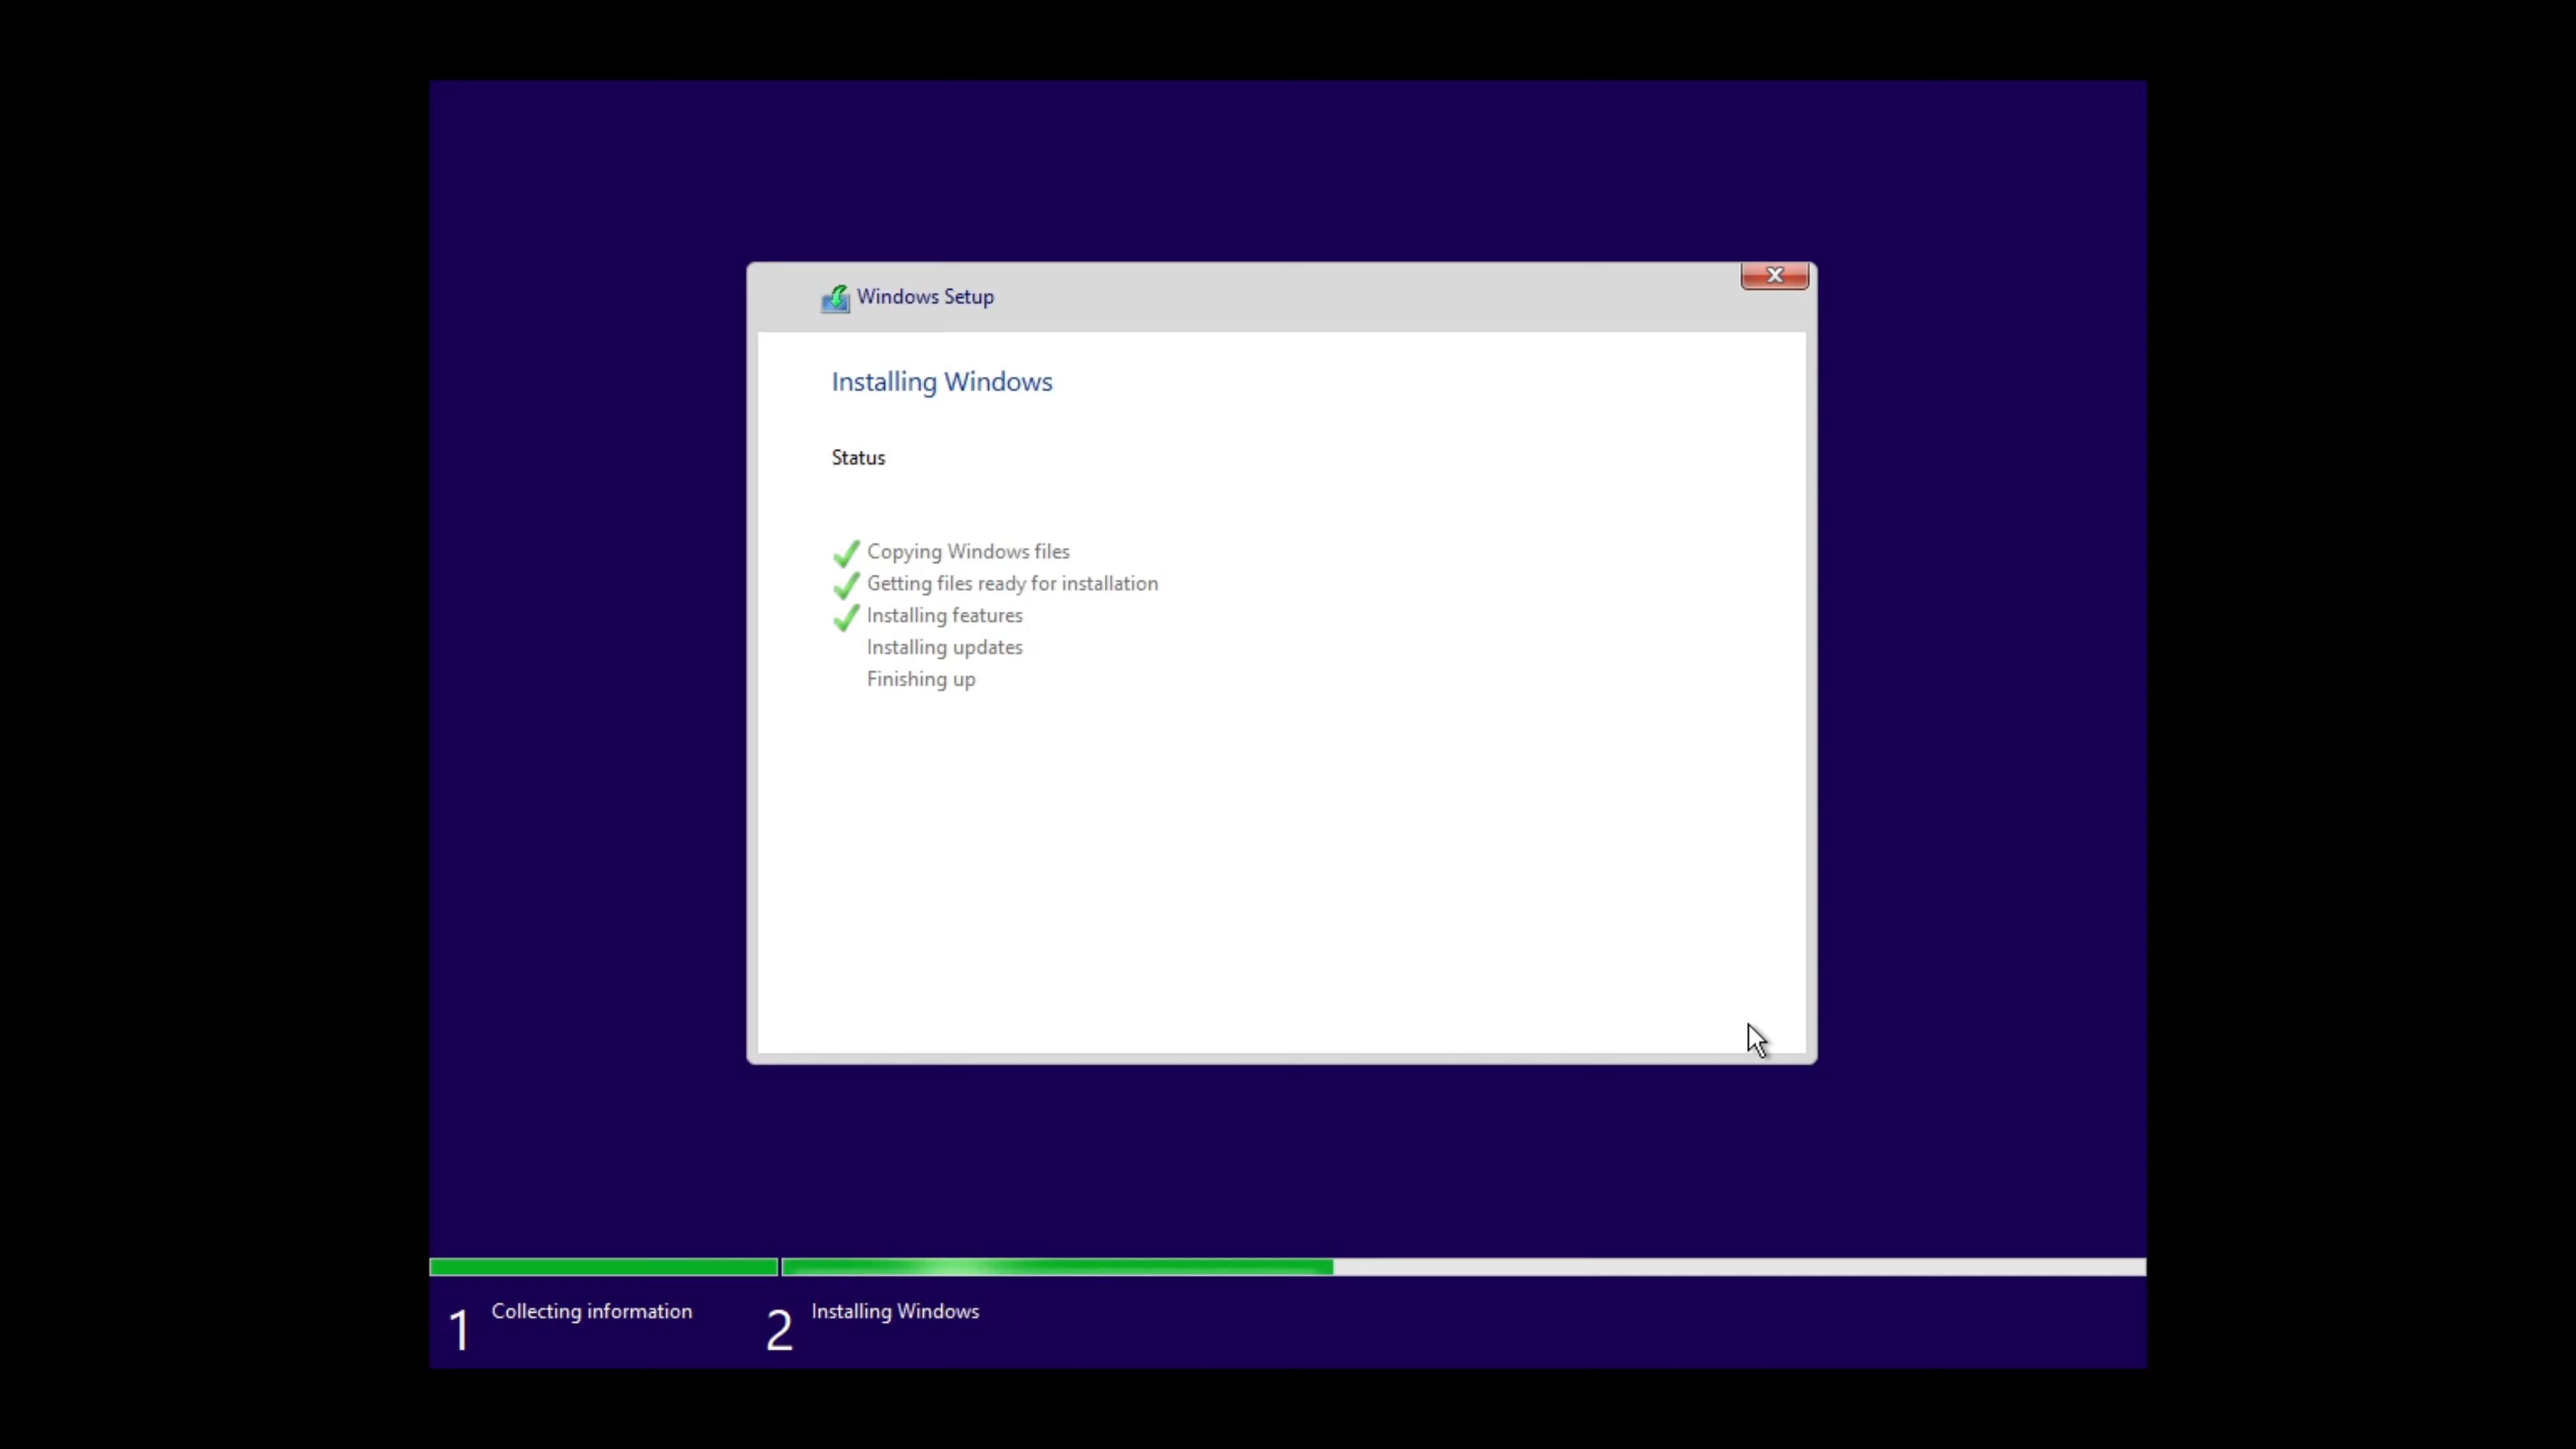 Windows Setup
Installing Windows
Status
Copying Windows files
Getting files ready for installation
Installing features
Installing updates
Finishing up
1 Collecting information
2 Installing Windows